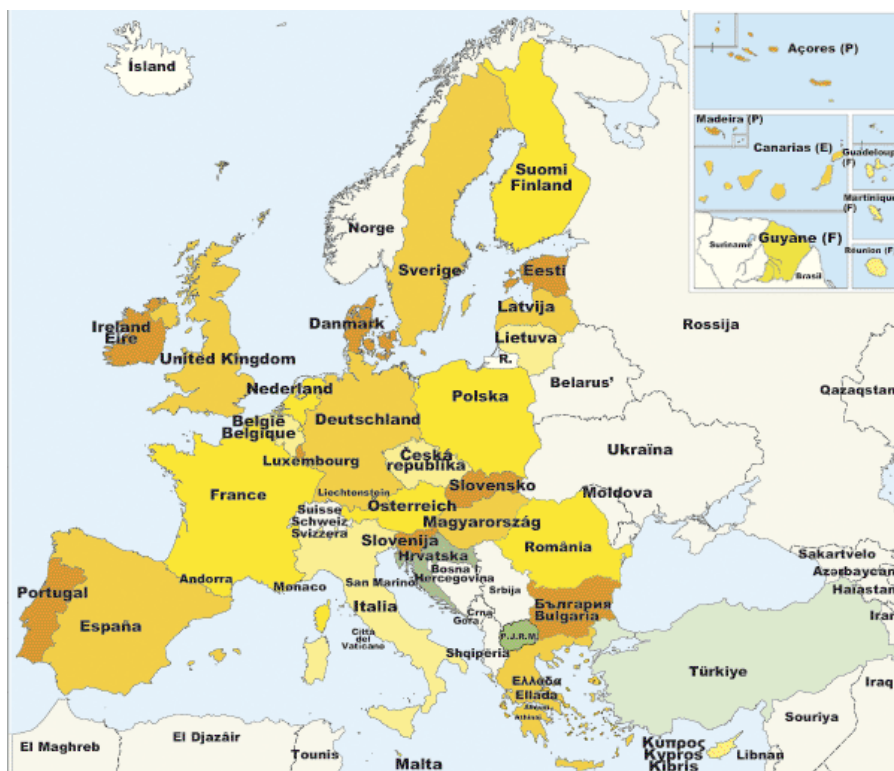 Ísland
Açores (P)
Madeira (P)
Canarias (E)
Guadeloup
(F)
Martinique
(F)
Suriname
Guyane (F)
Brasil
Réunion (F)
Suomi
Finland
Norge
Sverige
Eesti
Latvija
Lietuva
R.
Rossija
Danmark
Ireland
Eire
United Kingdom
Nederland
België
Belgique
Deutschland
Polska
Belarus'
Qazaqstan
Luxembourg
Česká
republika
Ukraïna
France
Liechtenstein
Slovensko
Moldova
Suisse
Schweiz
Svizzera
Österreich
Magyarország
Slovenija
Hrvatska
România
Bosna I
Hercegovina
Srbija
Sakartvelo
Azərbaycan
Haïastan
Iran
Andorra
Monaco
San Marino
Portugal
España
Italia
Città
del
Vaticano
Crna
Gora
България
Bulgaria
P.J.R.M.
Shqipëria
Türkiye
Iraq
Ελλάδα
Ellada
Souriya
El Maghreb
El Djazâir
Tounis
Malta
Κύπρος
Kypros
Kibris
Libnan